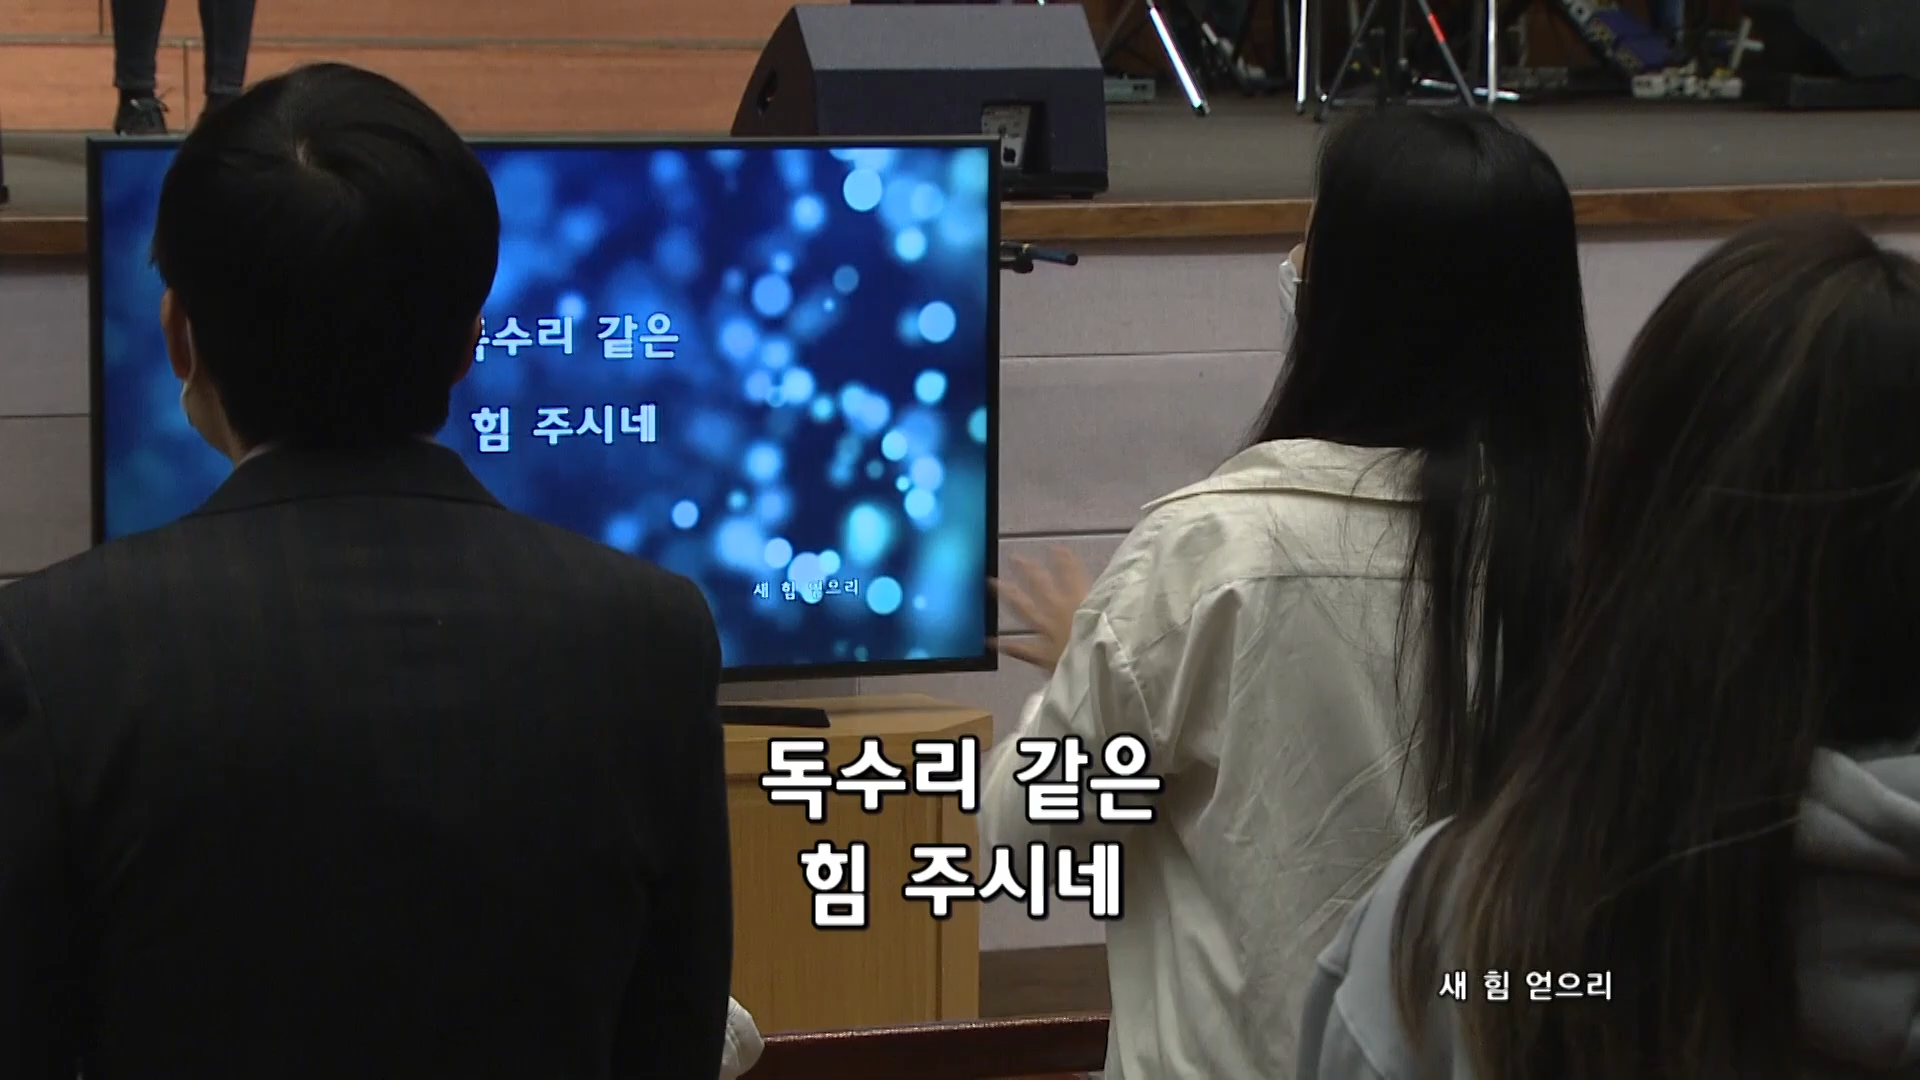 수리 같은
힘 주시네
새 힘 얻으리
독수리 같은
힘 주시네
새 힘 얻으리